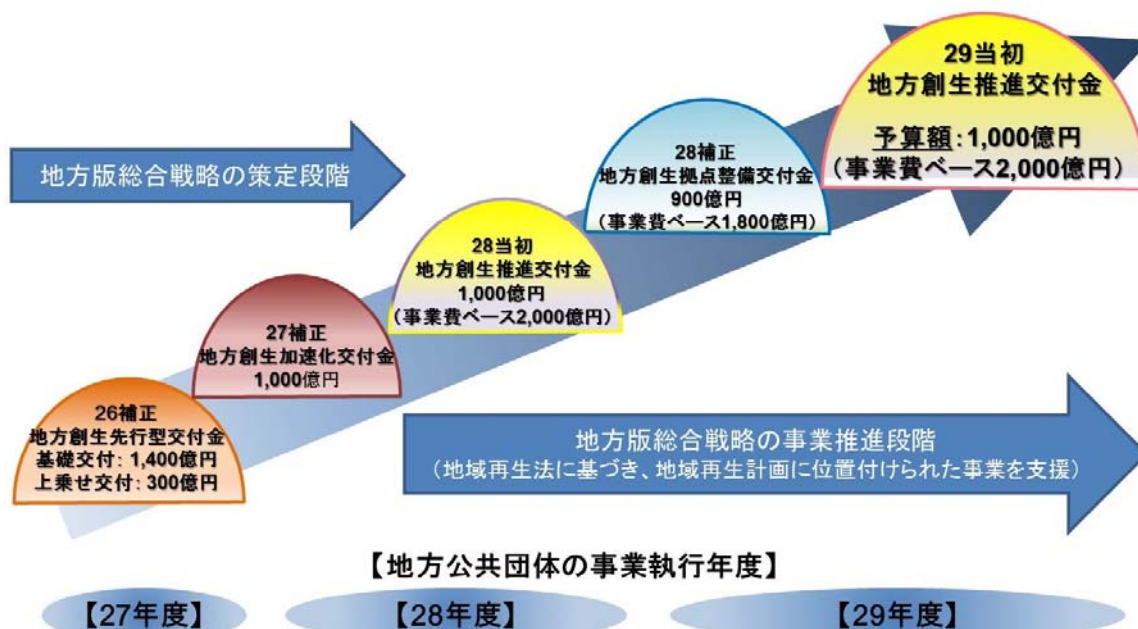 29当初
地方創生推進交付金
予算額:1,000億円
(事業費ベース2,000億円)
地方版総合戦略の策定段階
28補正
地方創生拠点整備交付金
900億円
(事業費ベース1,800億円)
28当初
地方創生推進交付金
1,000億円
(事業費ベース2,000億円)
27補正
地方創生加速化交付金
1,000億円
26補正
地方創生先行型交付金
基礎交付:1,400億円
上乗せ交付:300億円
地方版総合戦略の事業推進段階
(地域再生法に基づき、地域再生計画に位置付けられた事業を支援)
【地方公共団体の事業執行年度】
【27年度】
【28年度】
【29年度】